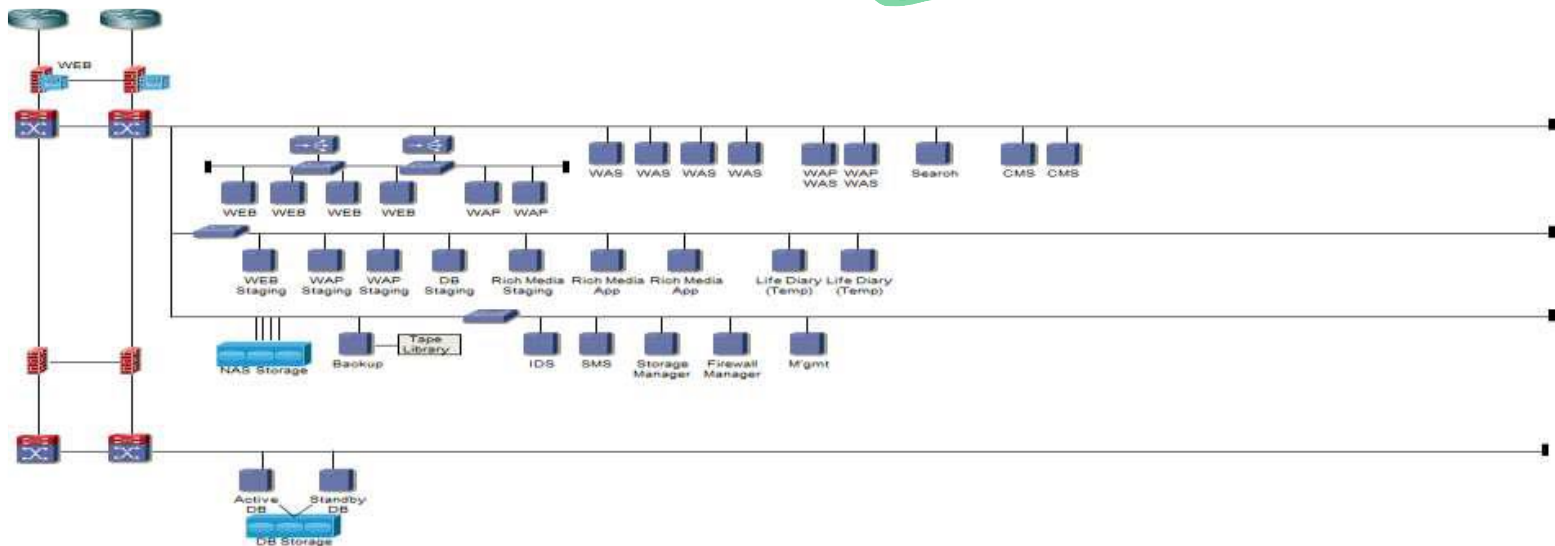 WEB
WAS WAS WAS WAS WAP WAP Search CMS CMS
WAS WAS
WEB WEB WEB WEB WAP WAP
WEB WAP WAP DB Rich Media Rich Media Rich Media Life Diary Life Diary
Staging Staging Staging Staging Staging App App (Temp) (Temp)
Tape
Library
NAS Storage Backup IDS SMS Storage Firewall M'gmt
Manager Manager
Active Standby
DB DB
DB Storage